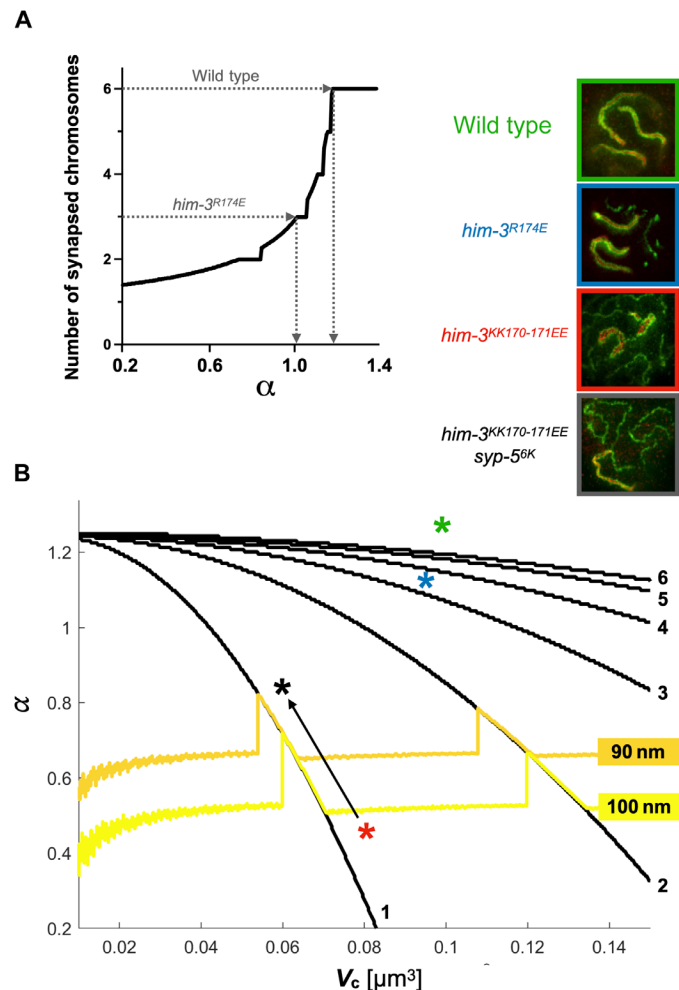 A
Number of synapsed chromosomes
6
4
2
0
Wild type
him-3R174E
0.2
0.6
1.0
1.4
α
Wild type
him-3R174E
him-3KK170-171EE
him-3KK170-171EE
syp-56K
B
α
1.2
1
0.8
0.6
0.4
0.2
6
5
4
3
2
1
90 nm
100 nm
0.02
0.04
0.06
0.08
0.1
0.12
0.14
Vc [µm³]